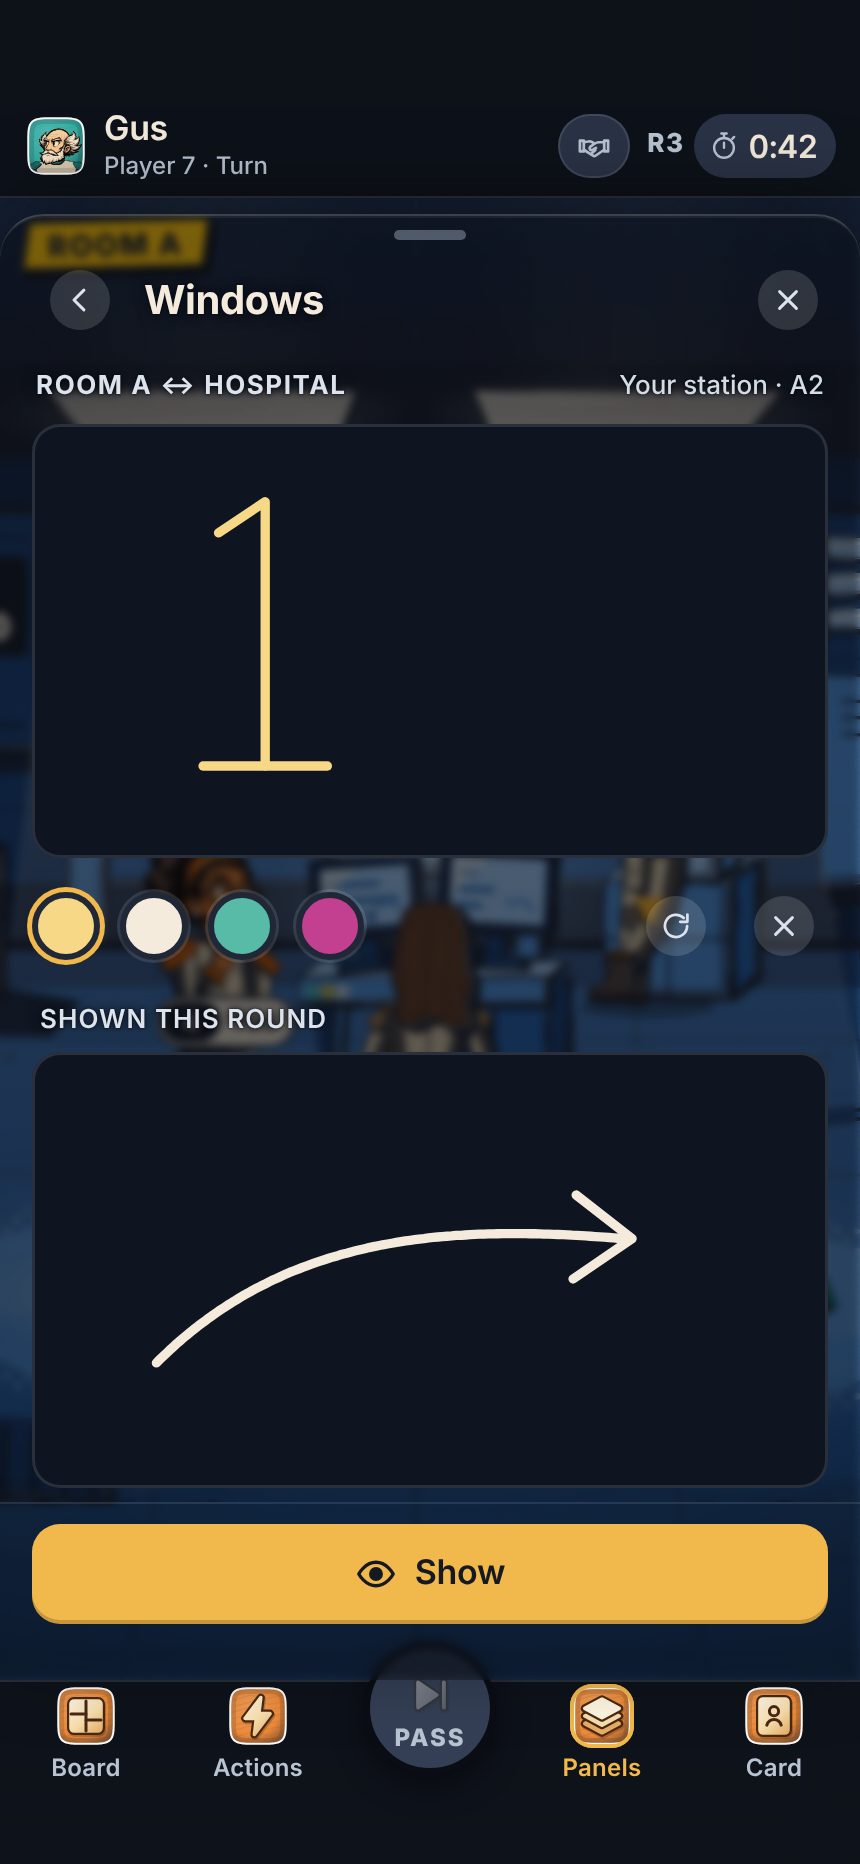 Gus
Player 7 · Turn
R3
0:42
ROOM A
Windows
ROOM A ↔ HOSPITAL
Your station · A2
1
SHOWN THIS ROUND
Show
PASS
Board
Actions
Panels
Card